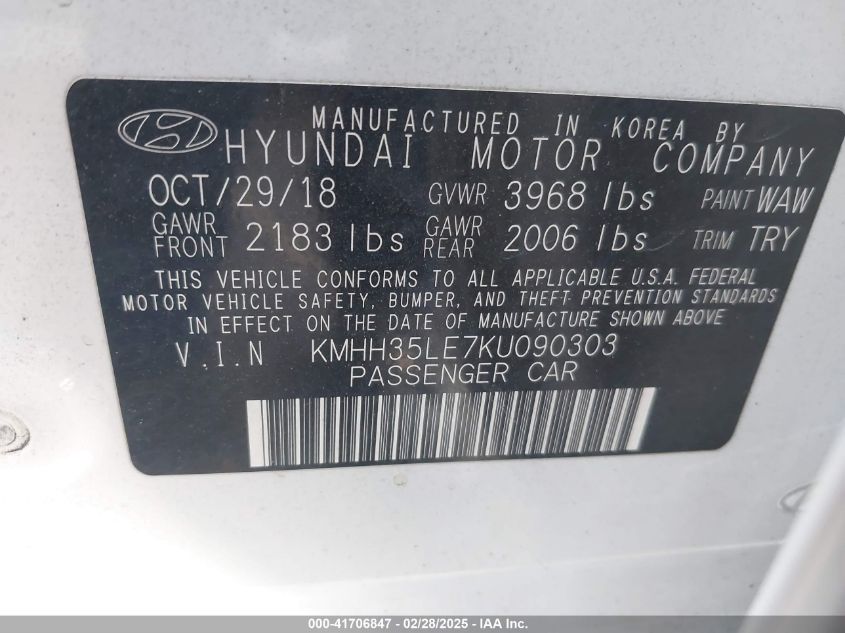 MANUFACTURED IN KOREA BY
HYUNDAI MOTOR COMPANY
OCT/29/18 GVWR 3968 lbs PAINT WAW
GAWR FRONT 2183 lbs GAWR REAR 2006 lbs TRIM TRY
THIS VEHICLE CONFORMS TO ALL APPLICABLE U.S.A. FEDERAL
MOTOR VEHICLE SAFETY, BUMPER, AND THEFT PREVENTION STANDARDS
IN EFFECT ON THE DATE OF MANUFACTURE SHOWN ABOVE
V.I.N KMHH35LE7KU090303
PASSENGER CAR
000-41706847 - 02/28/2025 - IAA Inc.